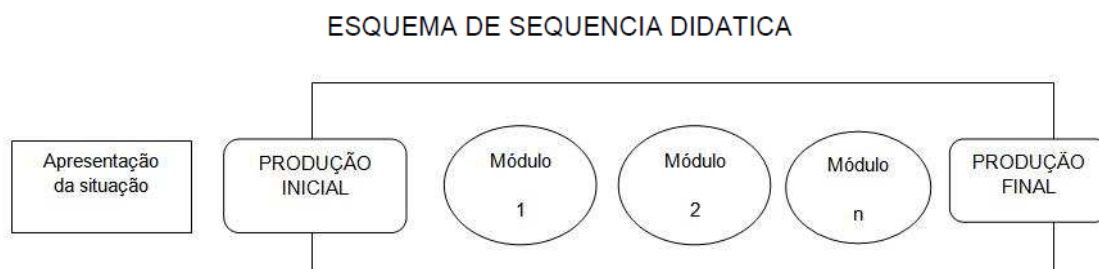 ESQUEMA DE SEQUENCIA DIDATICA
Apresentação
da situação
PRODUÇÃO
INICIAL
Módulo
1
Módulo
2
Módulo
n
PRODUÇÃO
FINAL